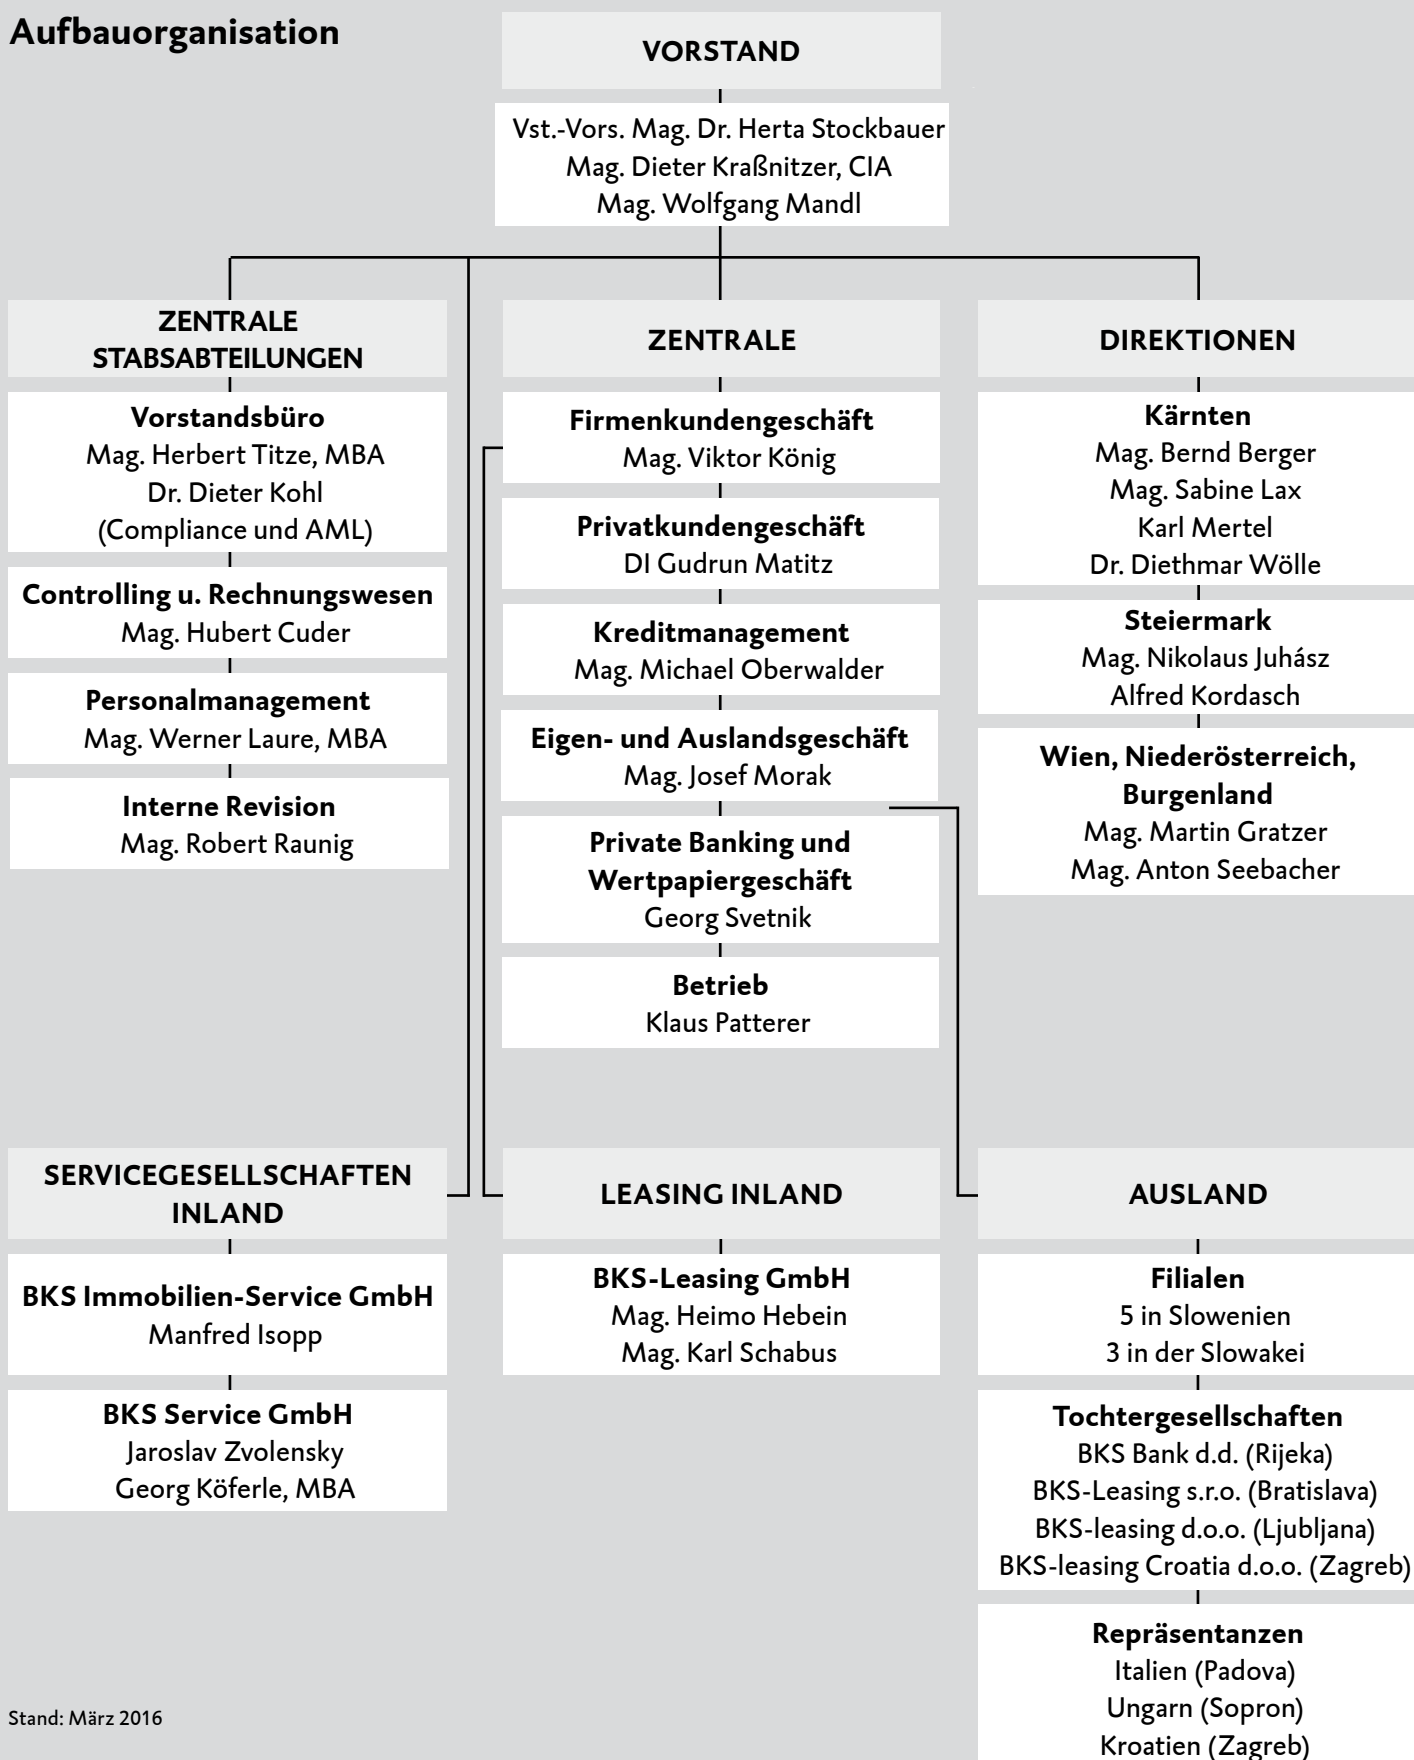 Aufbauorganisation
VORSTAND
Vst.-Vors. Mag. Dr. Herta Stockbauer
Mag. Dieter Kraßnitzer, CIA
Mag. Wolfgang Mandl
ZENTRALE
STABSABTEILUNGEN
Vorstandsbüro
Mag. Herbert Titze, MBA
Dr. Dieter Kohl
(Compliance und AML)
Controlling u. Rechnungswesen
Mag. Hubert Cuder
Personalmanagement
Mag. Werner Laure, MBA
Interne Revision
Mag. Robert Raunig
ZENTRALE
Firmenkundengeschäft
Mag. Viktor König
Privatkundengeschäft
DI Gudrun Matitz
Kreditmanagement
Mag. Michael Oberwalder
Eigen- und Auslandsgeschäft
Mag. Josef Morak
Private Banking und
Wertpapiergeschäft
Georg Svetnik
Betrieb
Klaus Patterer
DIREKTIONEN
Kärnten
Mag. Bernd Berger
Mag. Sabine Lax
Karl Mertel
Dr. Diethmar Wölle
Steiermark
Mag. Nikolaus Juhász
Alfred Kordasch
Wien, Niederösterreich,
Burgenland
Mag. Martin Gratzer
Mag. Anton Seebacher
SERVICEGESELLSCHAFTEN
INLAND
BKS Immobilien-Service GmbH
Manfred Isopp
BKS Service GmbH
Jaroslav Zvolensky
Georg Köferle, MBA
LEASING INLAND
BKS-Leasing GmbH
Mag. Heimo Hebein
Mag. Karl Schabus
AUSLAND
Filialen
5 in Slowenien
3 in der Slowakei
Tochtergesellschaften
BKS Bank d.d. (Rijeka)
BKS-Leasing s.r.o. (Bratislava)
BKS-leasing d.o.o. (Ljubljana)
BKS-leasing Croatia d.o.o. (Zagreb)
Repräsentanzen
Italien (Padova)
Ungarn (Sopron)
Kroatien (Zagreb)
Stand: März 2016